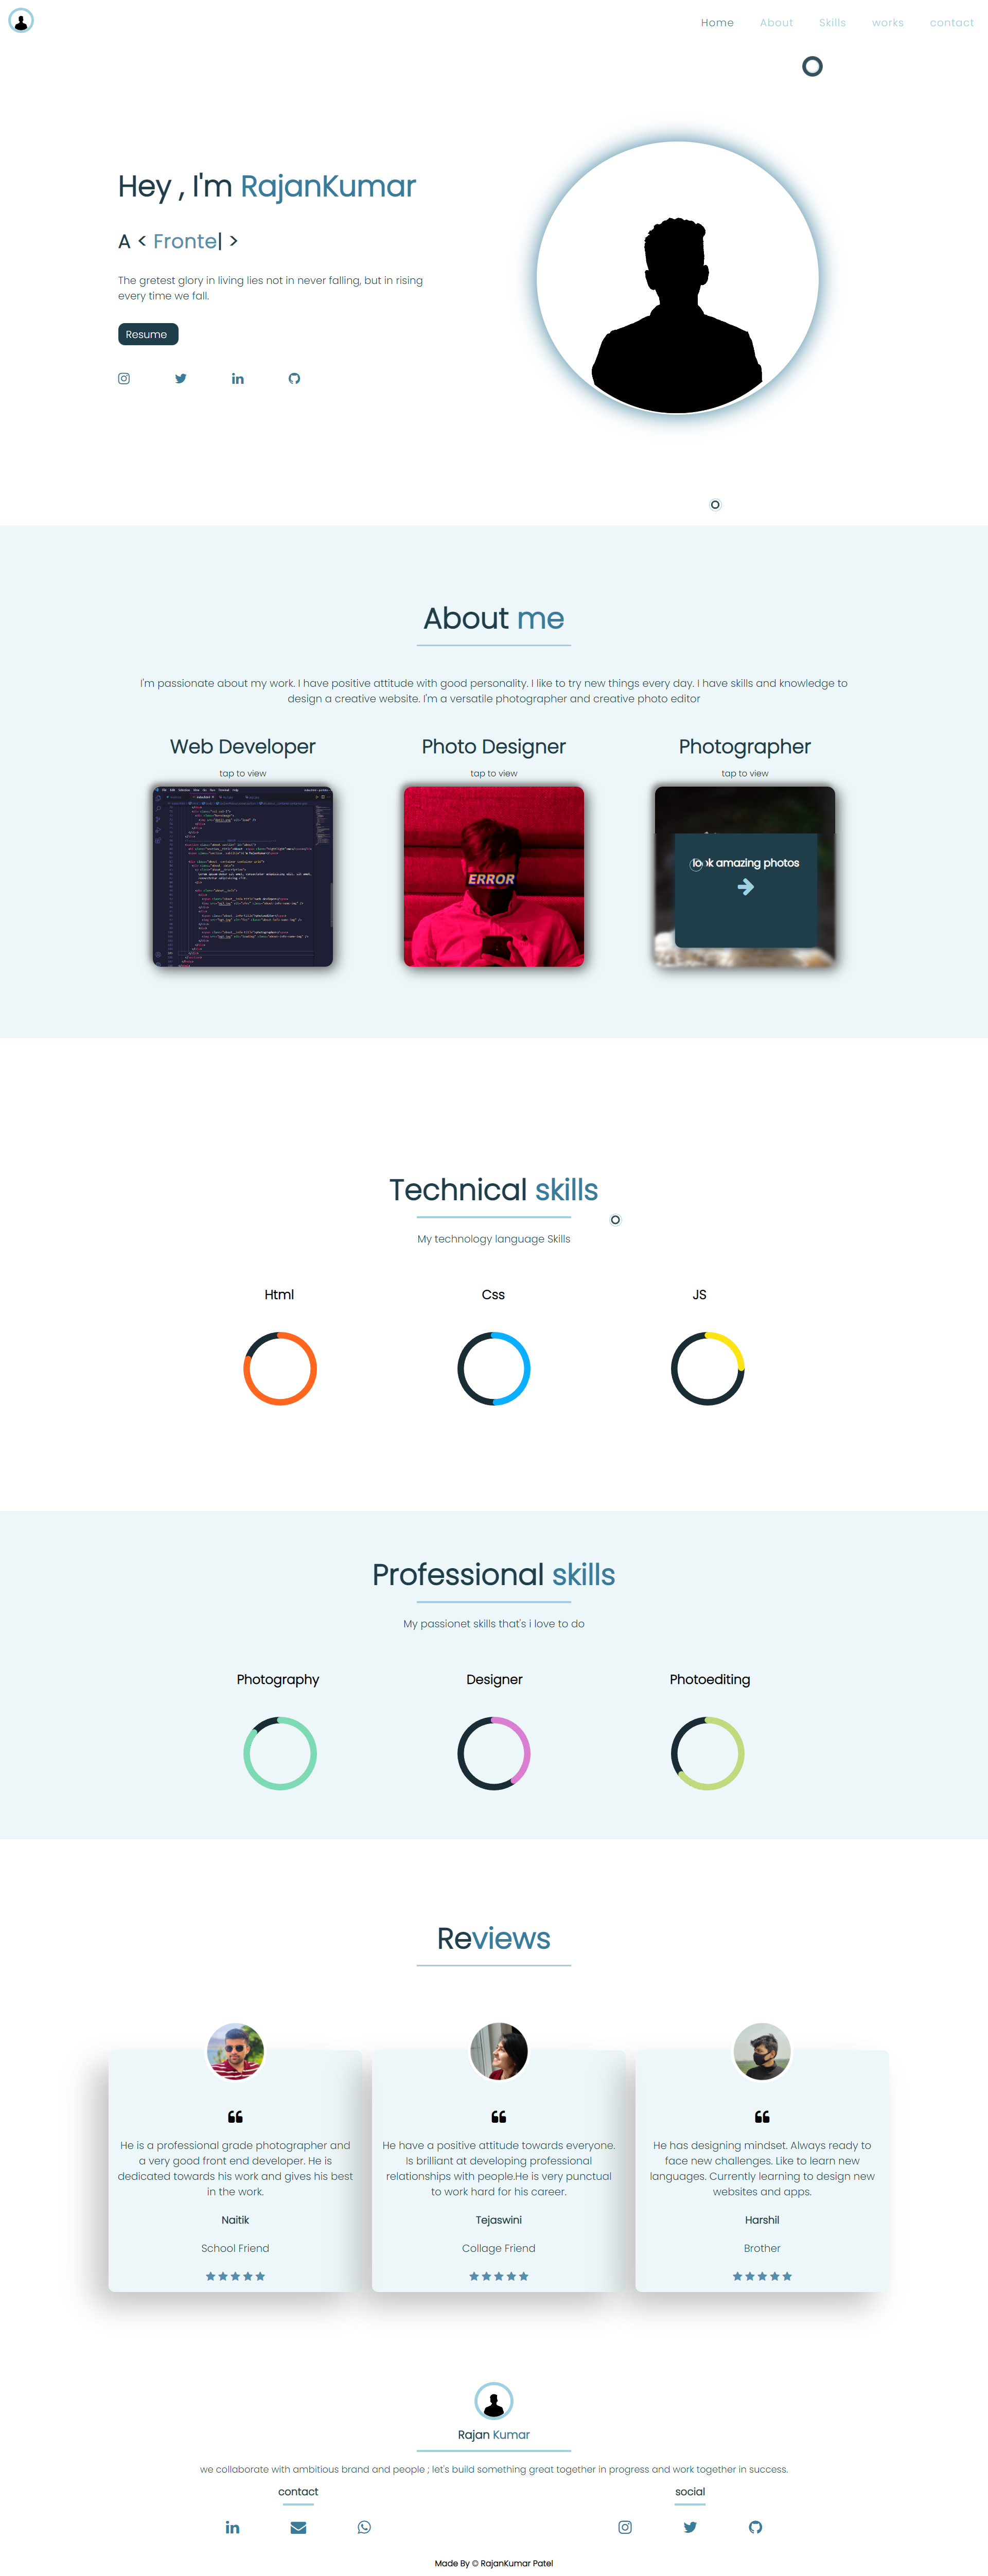 Home About Skills works contact
Hey , I'm RajanKumar
A < Fronte| >
The gretest glory in living lies not in never falling, but in rising
every time we fall.
Resume
About me
I'm passionate about my work. I have positive attitude with good personality. I like to try new things every day. I have skills and knowledge to
design a creative website. I'm a versatile photographer and creative photo editor
Web Developer Photo Designer Photographer
tap to view tap to view tap to view
ERROR
look amazing photos
Technical skills
My technology language Skills
Html Css JS
Professional skills
My passionet skills that's i love to do
Photography Designer Photoediting
Reviews
He is a professional grade photographer and
a very good front end developer. He is
dedicated towards his work and gives his best
in the work.
Naitik
School Friend
He have a positive attitude towards everyone.
Is brilliant at developing professional
relationships with people.He is very punctual
to work hard for his career.
Tejaswini
Collage Friend
He has designing mindset. Always ready to
face new challenges. Like to learn new
languages. Currently learning to design new
websites and apps.
Harshil
Brother
Rajan Kumar
we collaborate with ambitious brand and people ; let's build something great together in progress and work together in success.
contact social
Made By © RajanKumar Patel